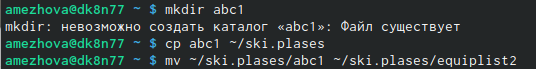 amezhova@dk8n77 ~ $ mkdir abc1
mkdir: невозможно создать каталог «abc1»: Файл существует
amezhova@dk8n77 ~ $ cp abc1 ~/ski.plases
amezhova@dk8n77 ~ $ mv ~/ski.plases/abc1 ~/ski.plases/equiplist2